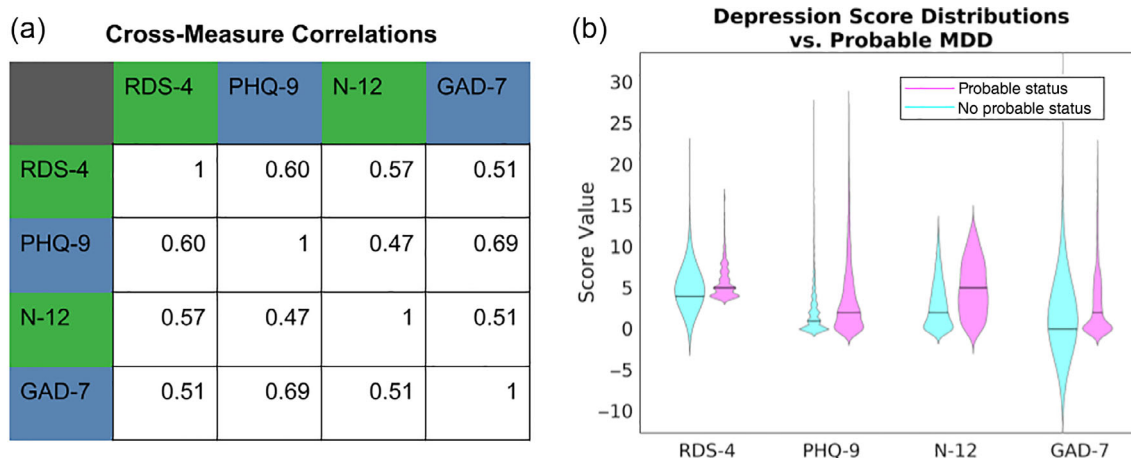 (a)
Cross-Measure Correlations
RDS-4 PHQ-9 N-12 GAD-7
RDS-4 1 0.60 0.57 0.51
PHQ-9 0.60 1 0.47 0.69
N-12 0.57 0.47 1 0.51
GAD-7 0.51 0.69 0.51 1
(b)
Depression Score Distributions
vs. Probable MDD
Probable status
No probable status
Score Value
30
25
20
15
10
5
0
−5
−10
RDS-4 PHQ-9 N-12 GAD-7